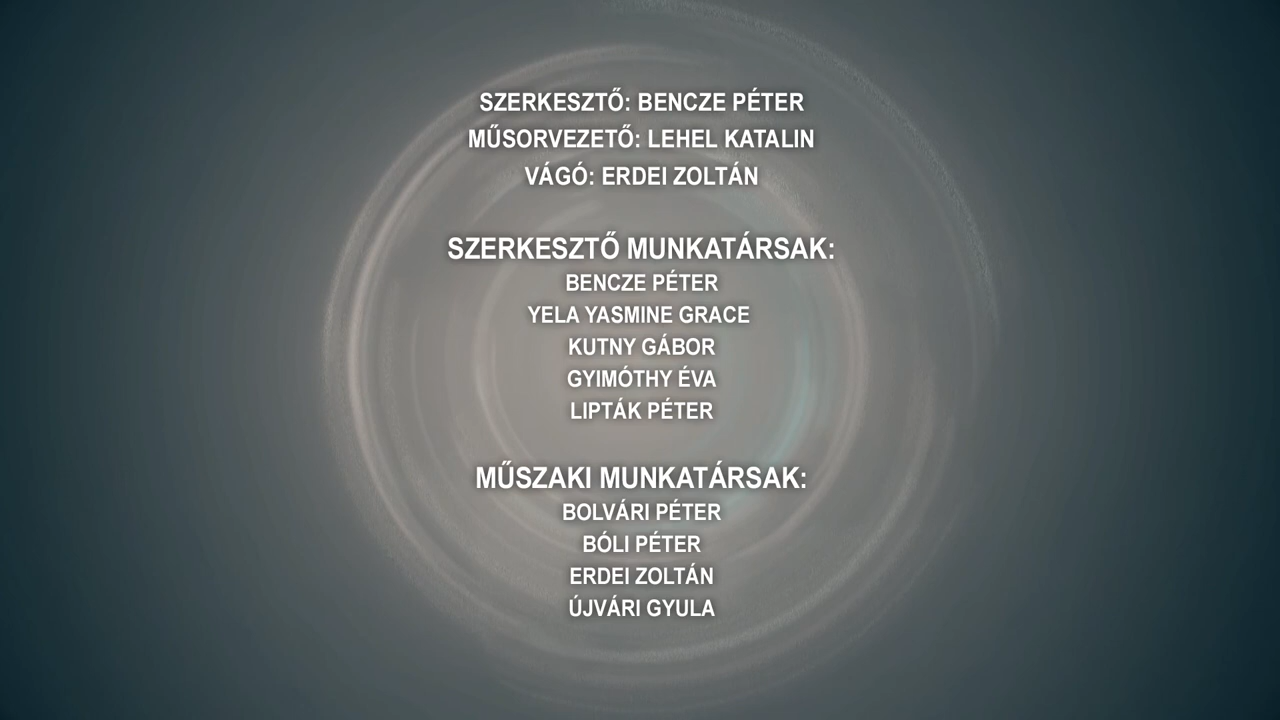 SZERKESZTŐ: BENCZE PÉTER
MŰSORVEZETŐ: LEHEL KATALIN
VÁGÓ: ERDEI ZOLTÁN
SZERKESZTŐ MUNKATÁRSAK:
BENCZE PÉTER
YELA YASMINE GRACE
KUTNY GÁBOR
GYIMÓTHY ÉVA
LIPTÁK PÉTER
MŰSZAKI MUNKATÁRSAK:
BOLVÁRI PÉTER
BÓLI PÉTER
ERDEI ZOLTÁN
ÚJVÁRI GYULA